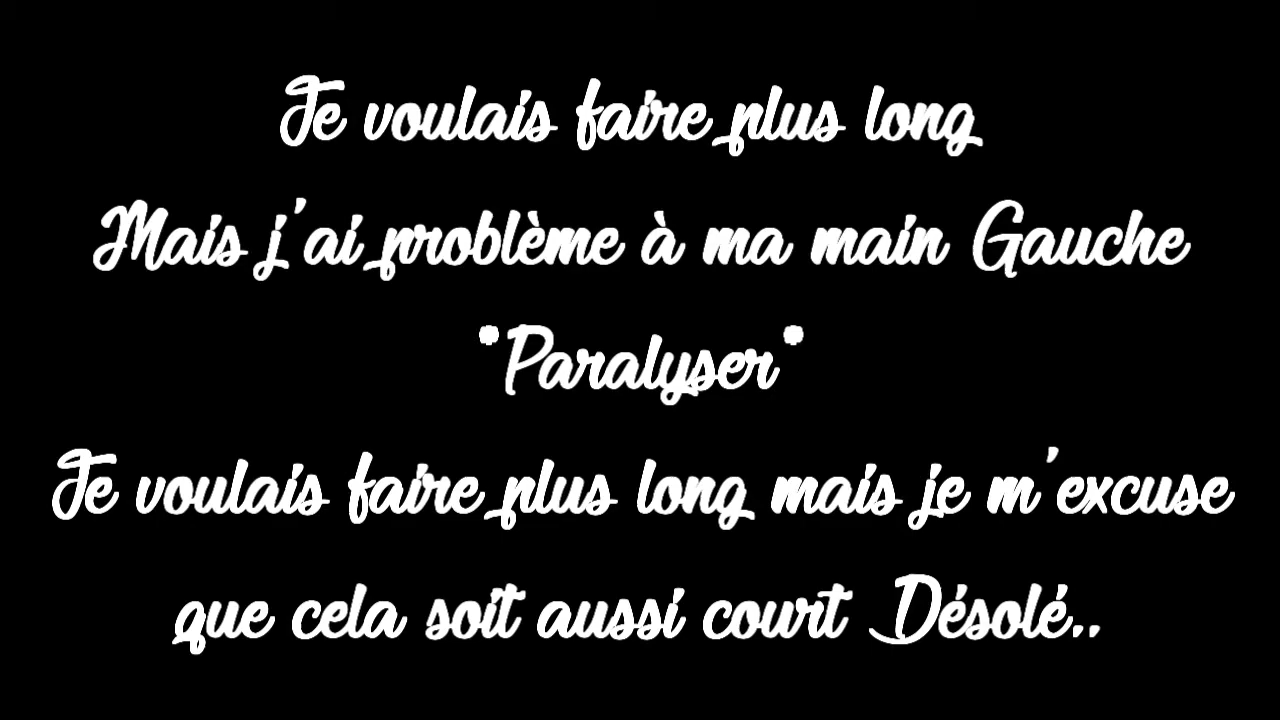 Je voulais faire plus long
Mais j'ai problème à ma main Gauche
*Paralyser*
Je voulais faire plus long mais je m'excuse
que cela soit aussi court Désolé..